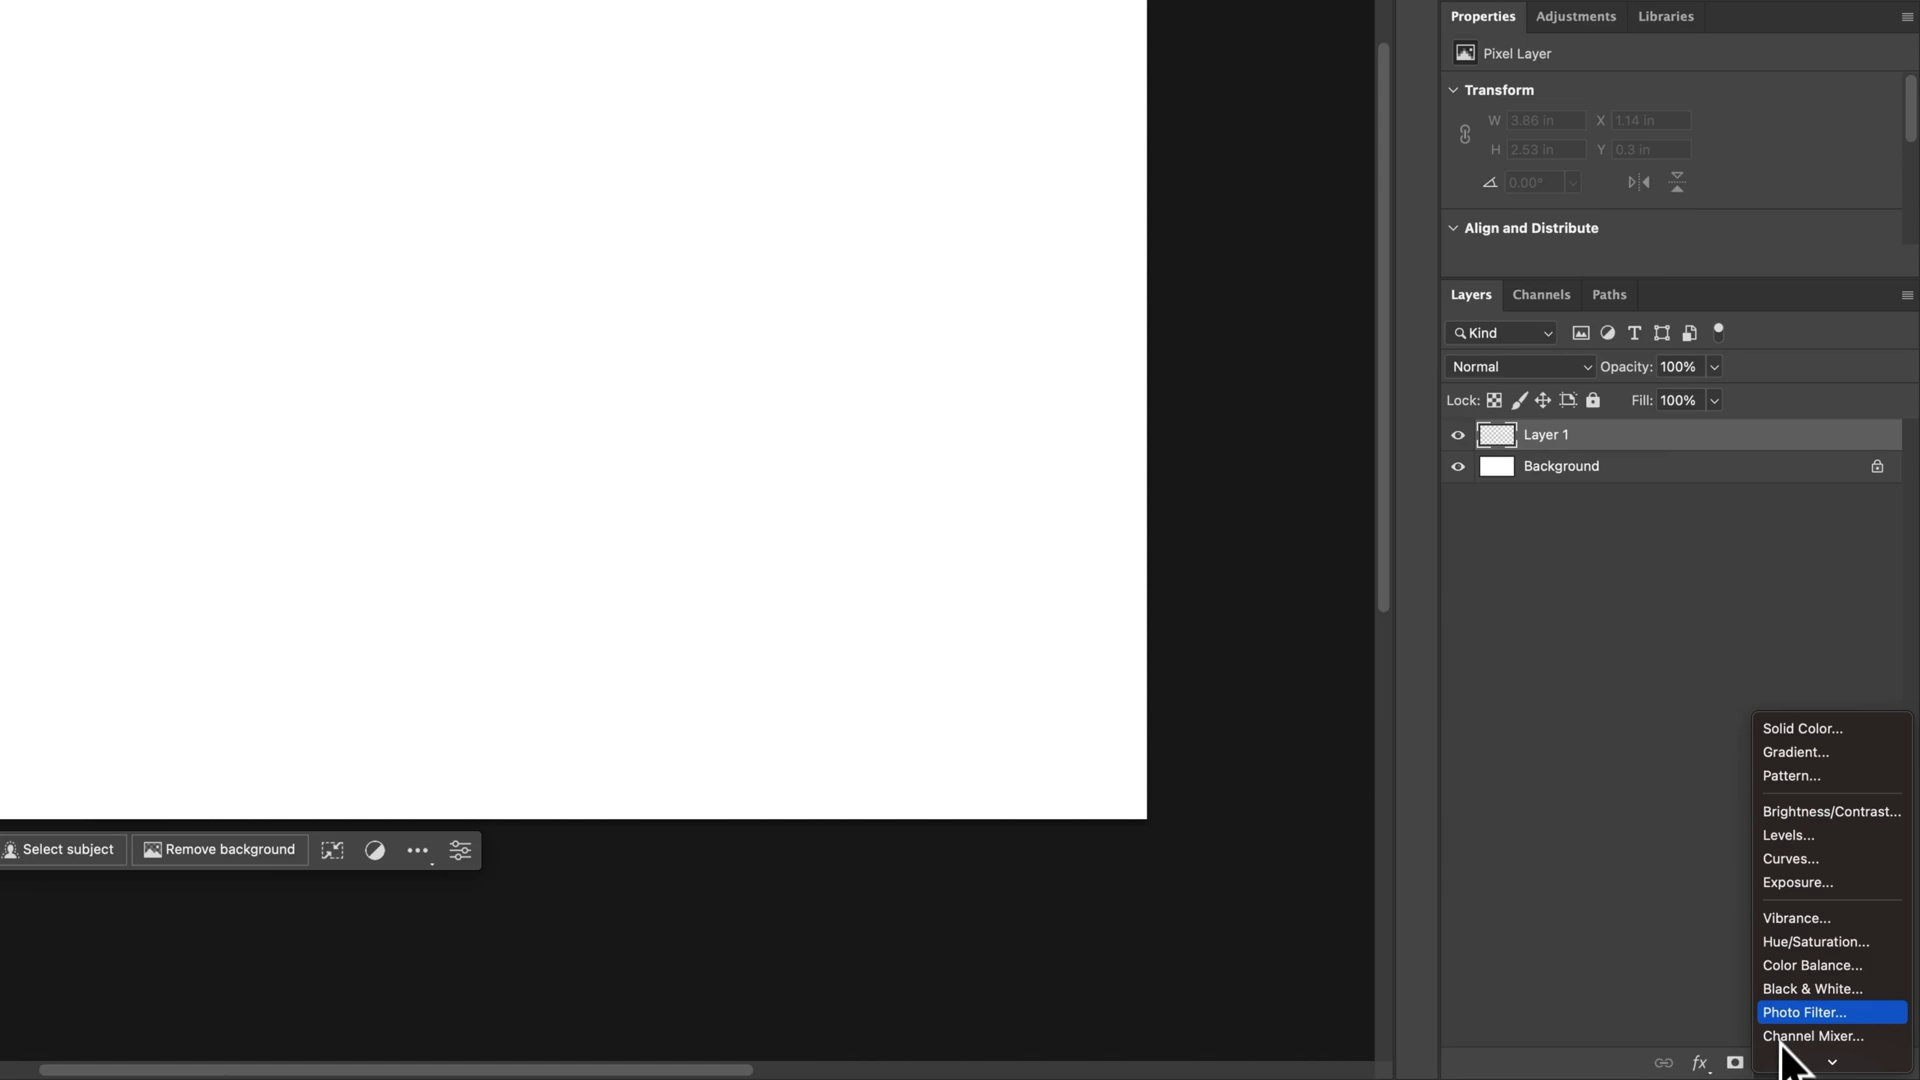 Properties Adjustments Libraries
Pixel Layer
Transform
W 3.86 in X 1.14 in
H 2.53 in Y 0.3 in
0.00°
Align and Distribute
Layers Channels Paths
Kind
Normal Opacity: 100%
Lock: Fill: 100%
Layer 1
Background
Solid Color...
Gradient...
Pattern...
Brightness/Contrast...
Levels...
Curves...
Exposure...
Select subject Remove background
Vibrance...
Hue/Saturation...
Color Balance...
Black & White...
Photo Filter...
Channel Mixer...
fx